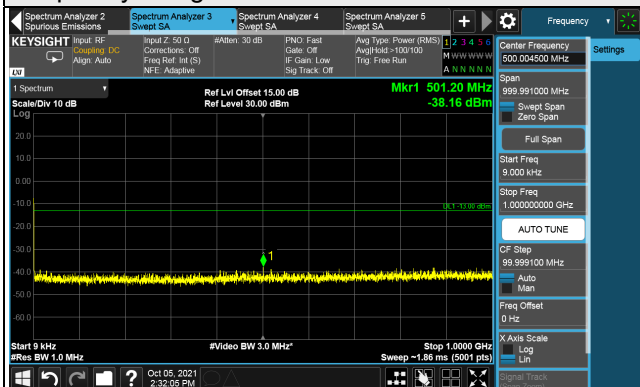 Spectrum Analyzer 2
Spurious Emissions
Spectrum Analyzer 3
Swept SA
Spectrum Analyzer 4
Swept SA
Spectrum Analyzer 5
Swept SA
Frequency
KEYSIGHT
Input: RF
Coupling: DC
Align: Auto
Input Z: 50 Ω
Corrections: Off
Freq Ref: Int (S)
NFE: Adaptive
#Atten: 30 dB
PNO: Fast
Gate: Off
IF Gain: Low
Sig Track: Off
Avg Type: Power (RMS)
Avg|Hold:>100/100
Trig: Free Run
1 2 3 4 5 6
M W W W W W
A N N N N N
LXI
Center Frequency
500.004500 MHz
Settings
Span
999.991000 MHz
Swept Span
Zero Span
Full Span
Start Freq
9.000 kHz
Stop Freq
1.000000000 GHz
AUTO TUNE
CF Step
99.999100 MHz
Auto
Man
Freq Offset
0 Hz
X Axis Scale
Log
Lin
Signal Track
1 Spectrum
Scale/Div 10 dB
Log
Ref Lvl Offset 15.00 dB
Ref Level 30.00 dBm
Mkr1 501.20 MHz
-38.16 dBm
20.0
10.0
0.00
-10.0
DL1 -13.00 dBm
-20.0
-30.0
1
-40.0
-50.0
-60.0
Start 9 kHz
#Res BW 1.0 MHz
#Video BW 3.0 MHz*
Stop 1.0000 GHz
Sweep ~1.86 ms (5001 pts)
Oct 05, 2021
2:32:05 PM